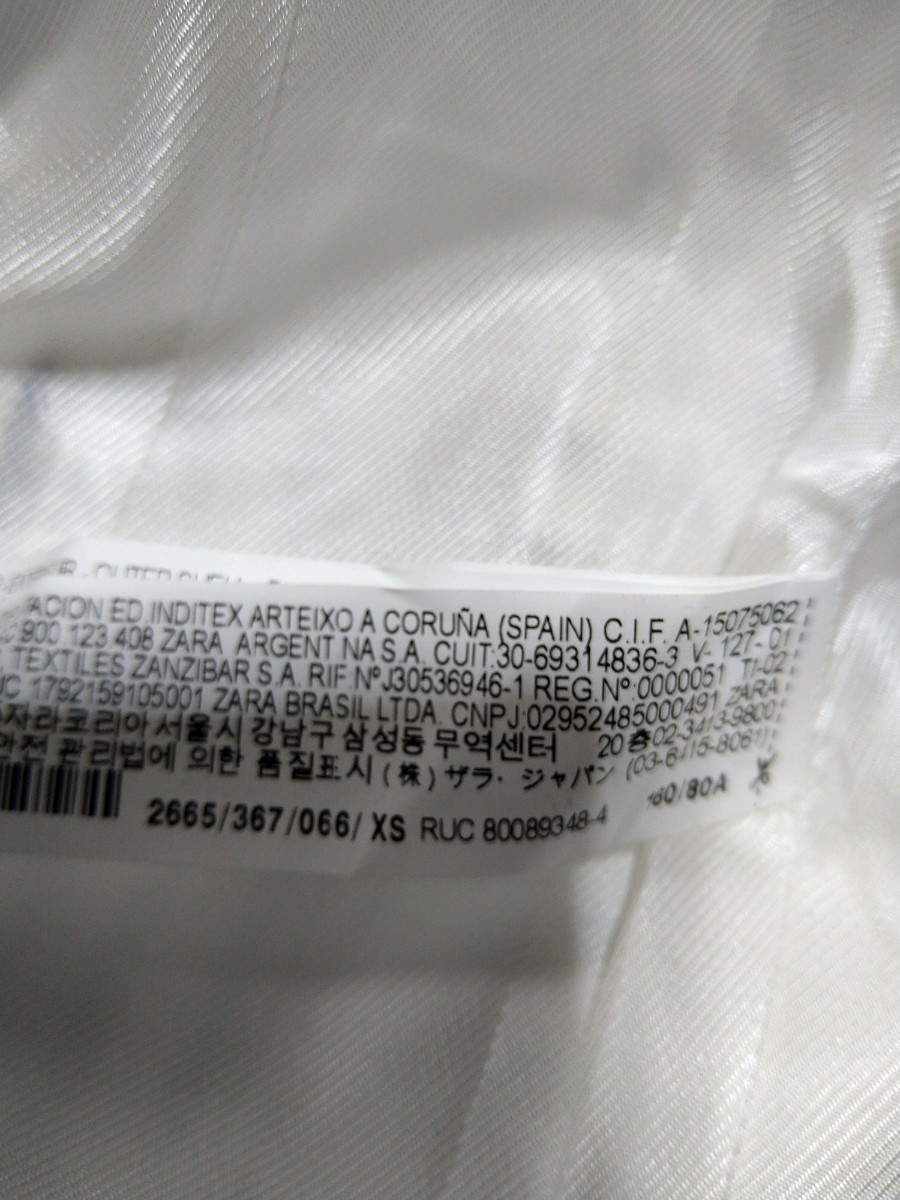 OUTER SHELL
ACION ED INDITEX ARTEIXO A CORUÑA (SPAIN) C.I.F. A-15075062
900 123 408 ZARA ARGENT NA S.A. CUIT:30-69314836-3 V- 127- 01
TEXTILES ZANZIBAR S.A. RIF:Nº J30536946-1 REG.Nº:0000051 TI-02
UC 1792159105001 ZARA BRASIL LTDA. CNPJ:02952485000491 ZARA
자라코리아 서울시 강남구 삼성동 무역센터 20층 02-3413-9800
안전 관리법에 의한 품질표시 (株) ザラ・ジャパン (03-6415-8061)
2665/367/066/ XS RUC 80089348-4 160/80A